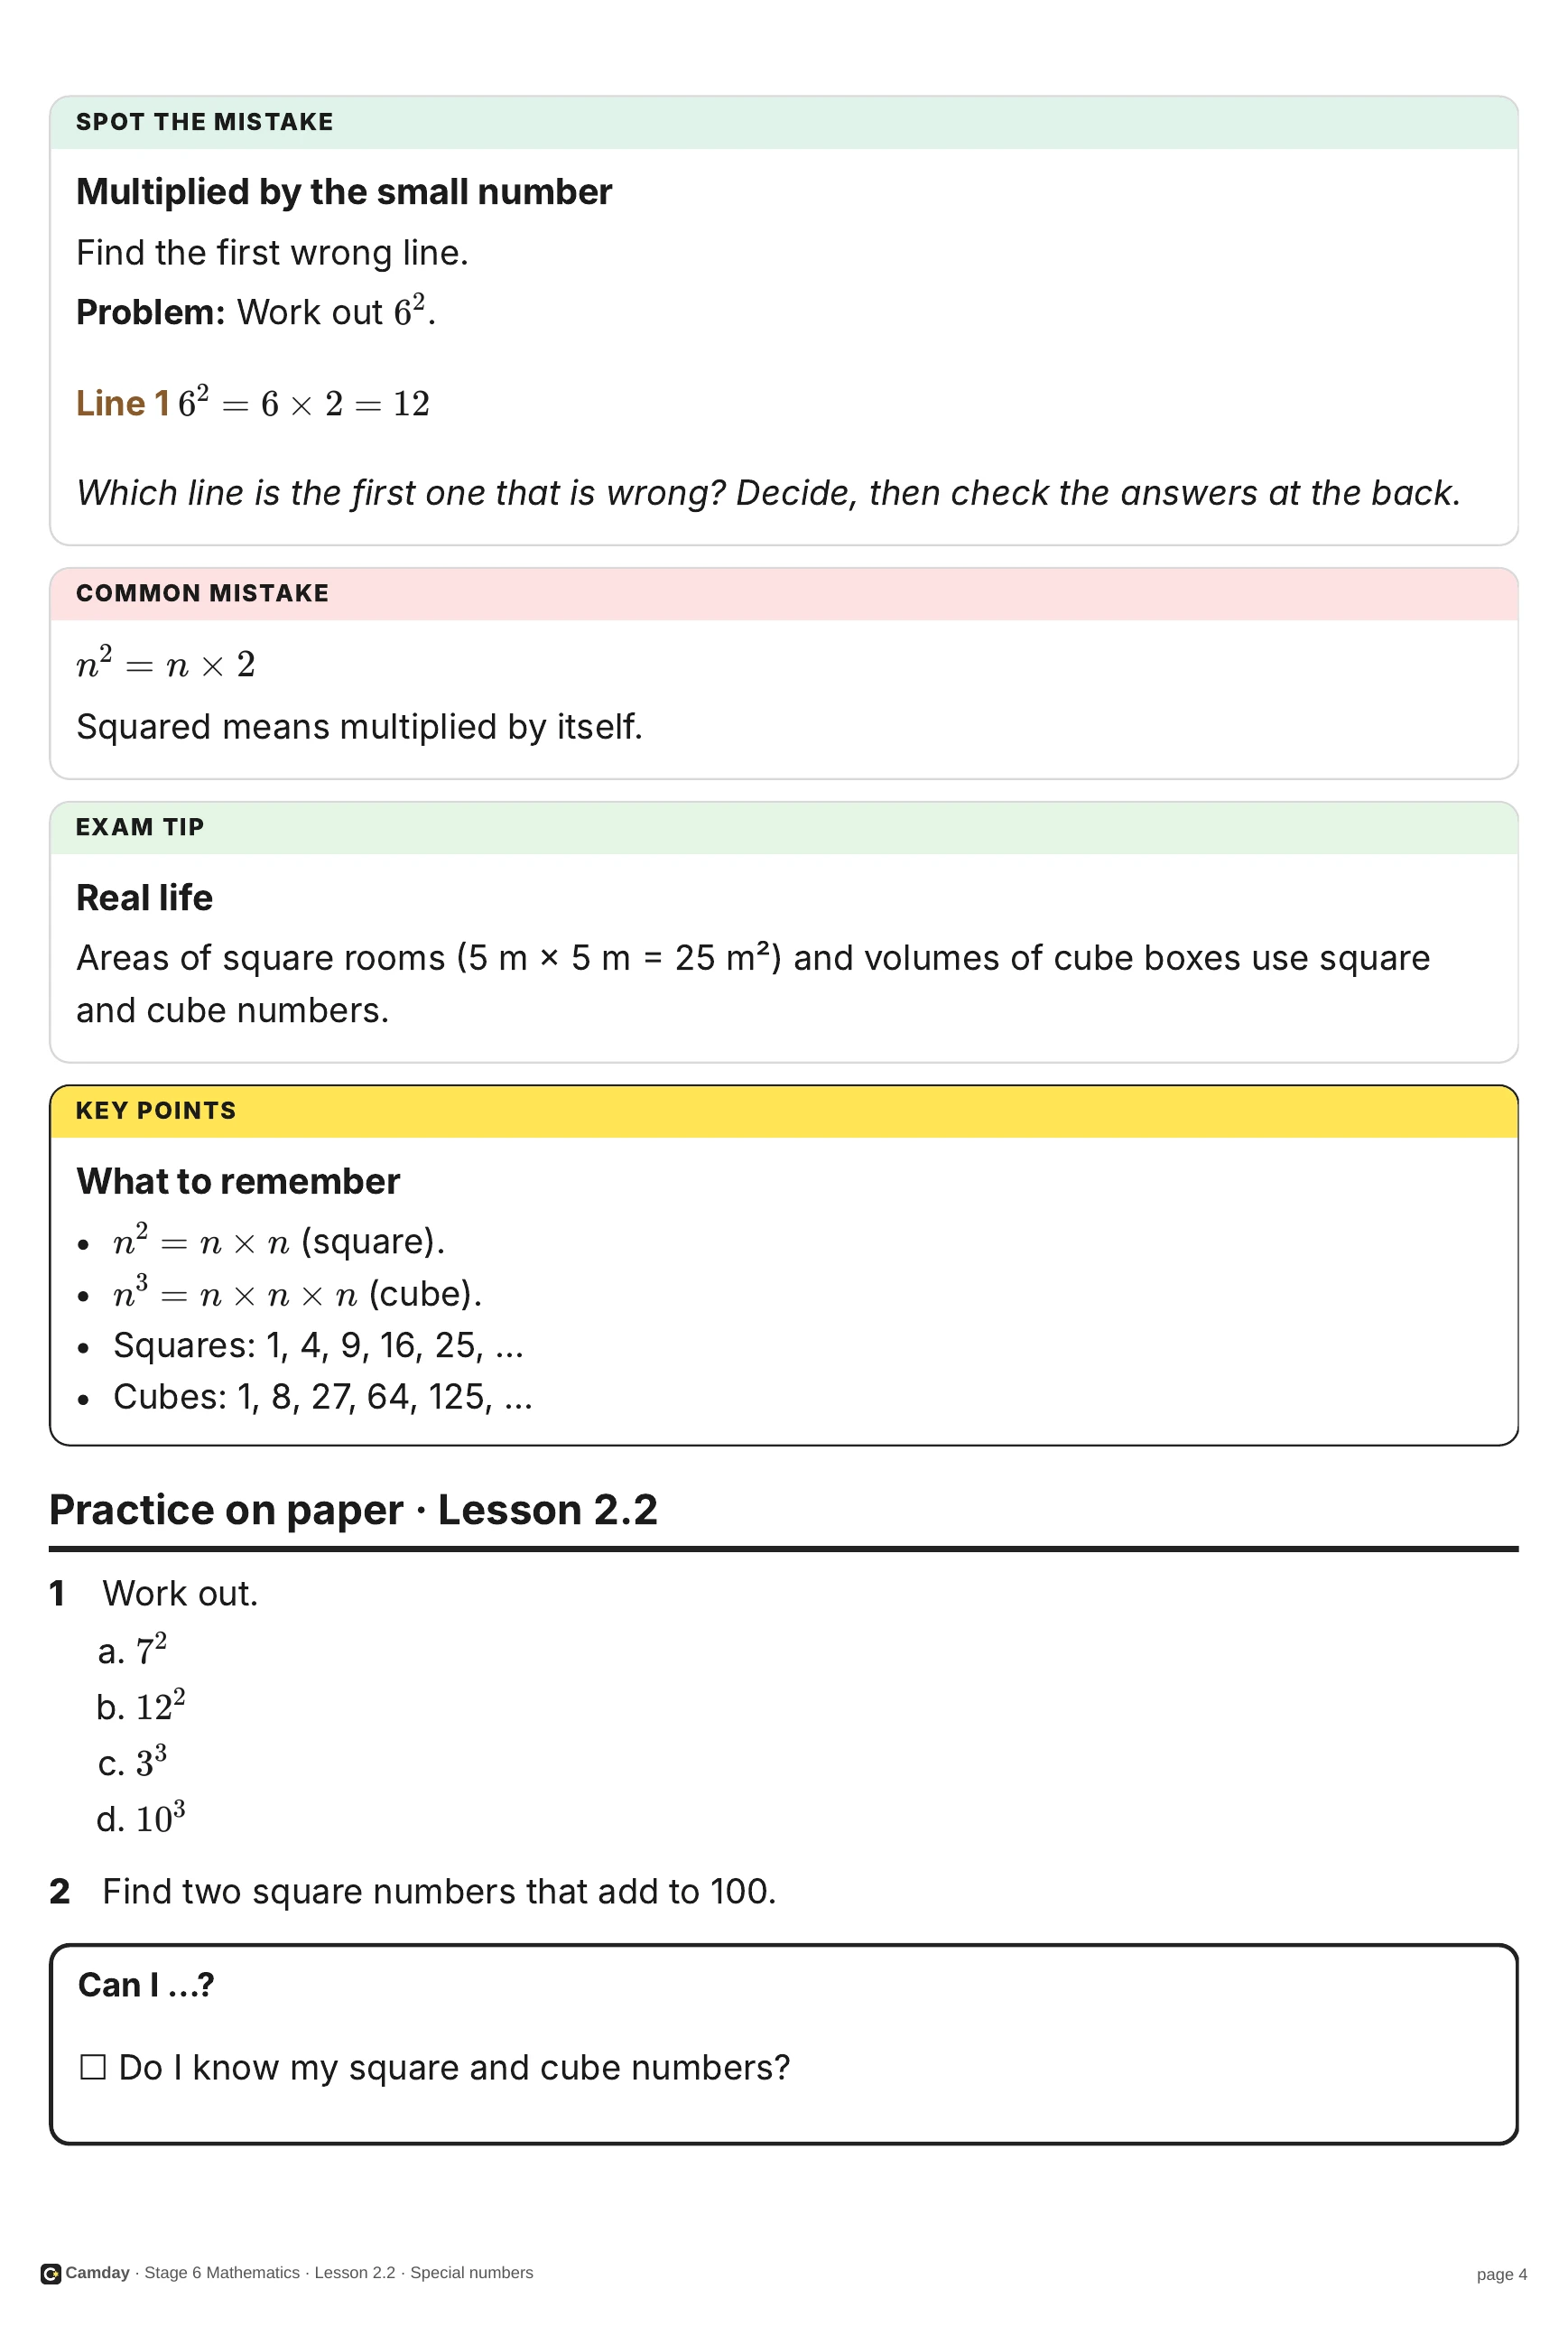 SPOT THE MISTAKE
Multiplied by the small number
Find the first wrong line.
Problem: Work out 6².
Line 1 6² = 6 × 2 = 12
Which line is the first one that is wrong? Decide, then check the answers at the back.
COMMON MISTAKE
n² = n × 2
Squared means multiplied by itself.
EXAM TIP
Real life
Areas of square rooms (5 m × 5 m = 25 m²) and volumes of cube boxes use square
and cube numbers.
KEY POINTS
What to remember
• n² = n × n (square).
• n³ = n × n × n (cube).
• Squares: 1, 4, 9, 16, 25, ...
• Cubes: 1, 8, 27, 64, 125, ...
Practice on paper · Lesson 2.2
1 Work out.
a. 7²
b. 12²
c. 3³
d. 10³
2 Find two square numbers that add to 100.
Can I ...?
☐ Do I know my square and cube numbers?
Camday · Stage 6 Mathematics · Lesson 2.2 · Special numbers
page 4